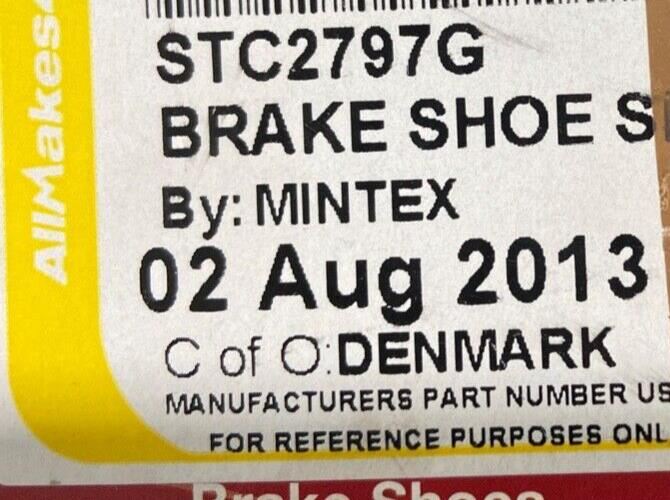 AllMakes4
STC2797G
BRAKE SHOE S
By: MINTEX
02 Aug 2013
C of O:DENMARK
MANUFACTURERS PART NUMBER US
FOR REFERENCE PURPOSES ONL
Brake Shoes